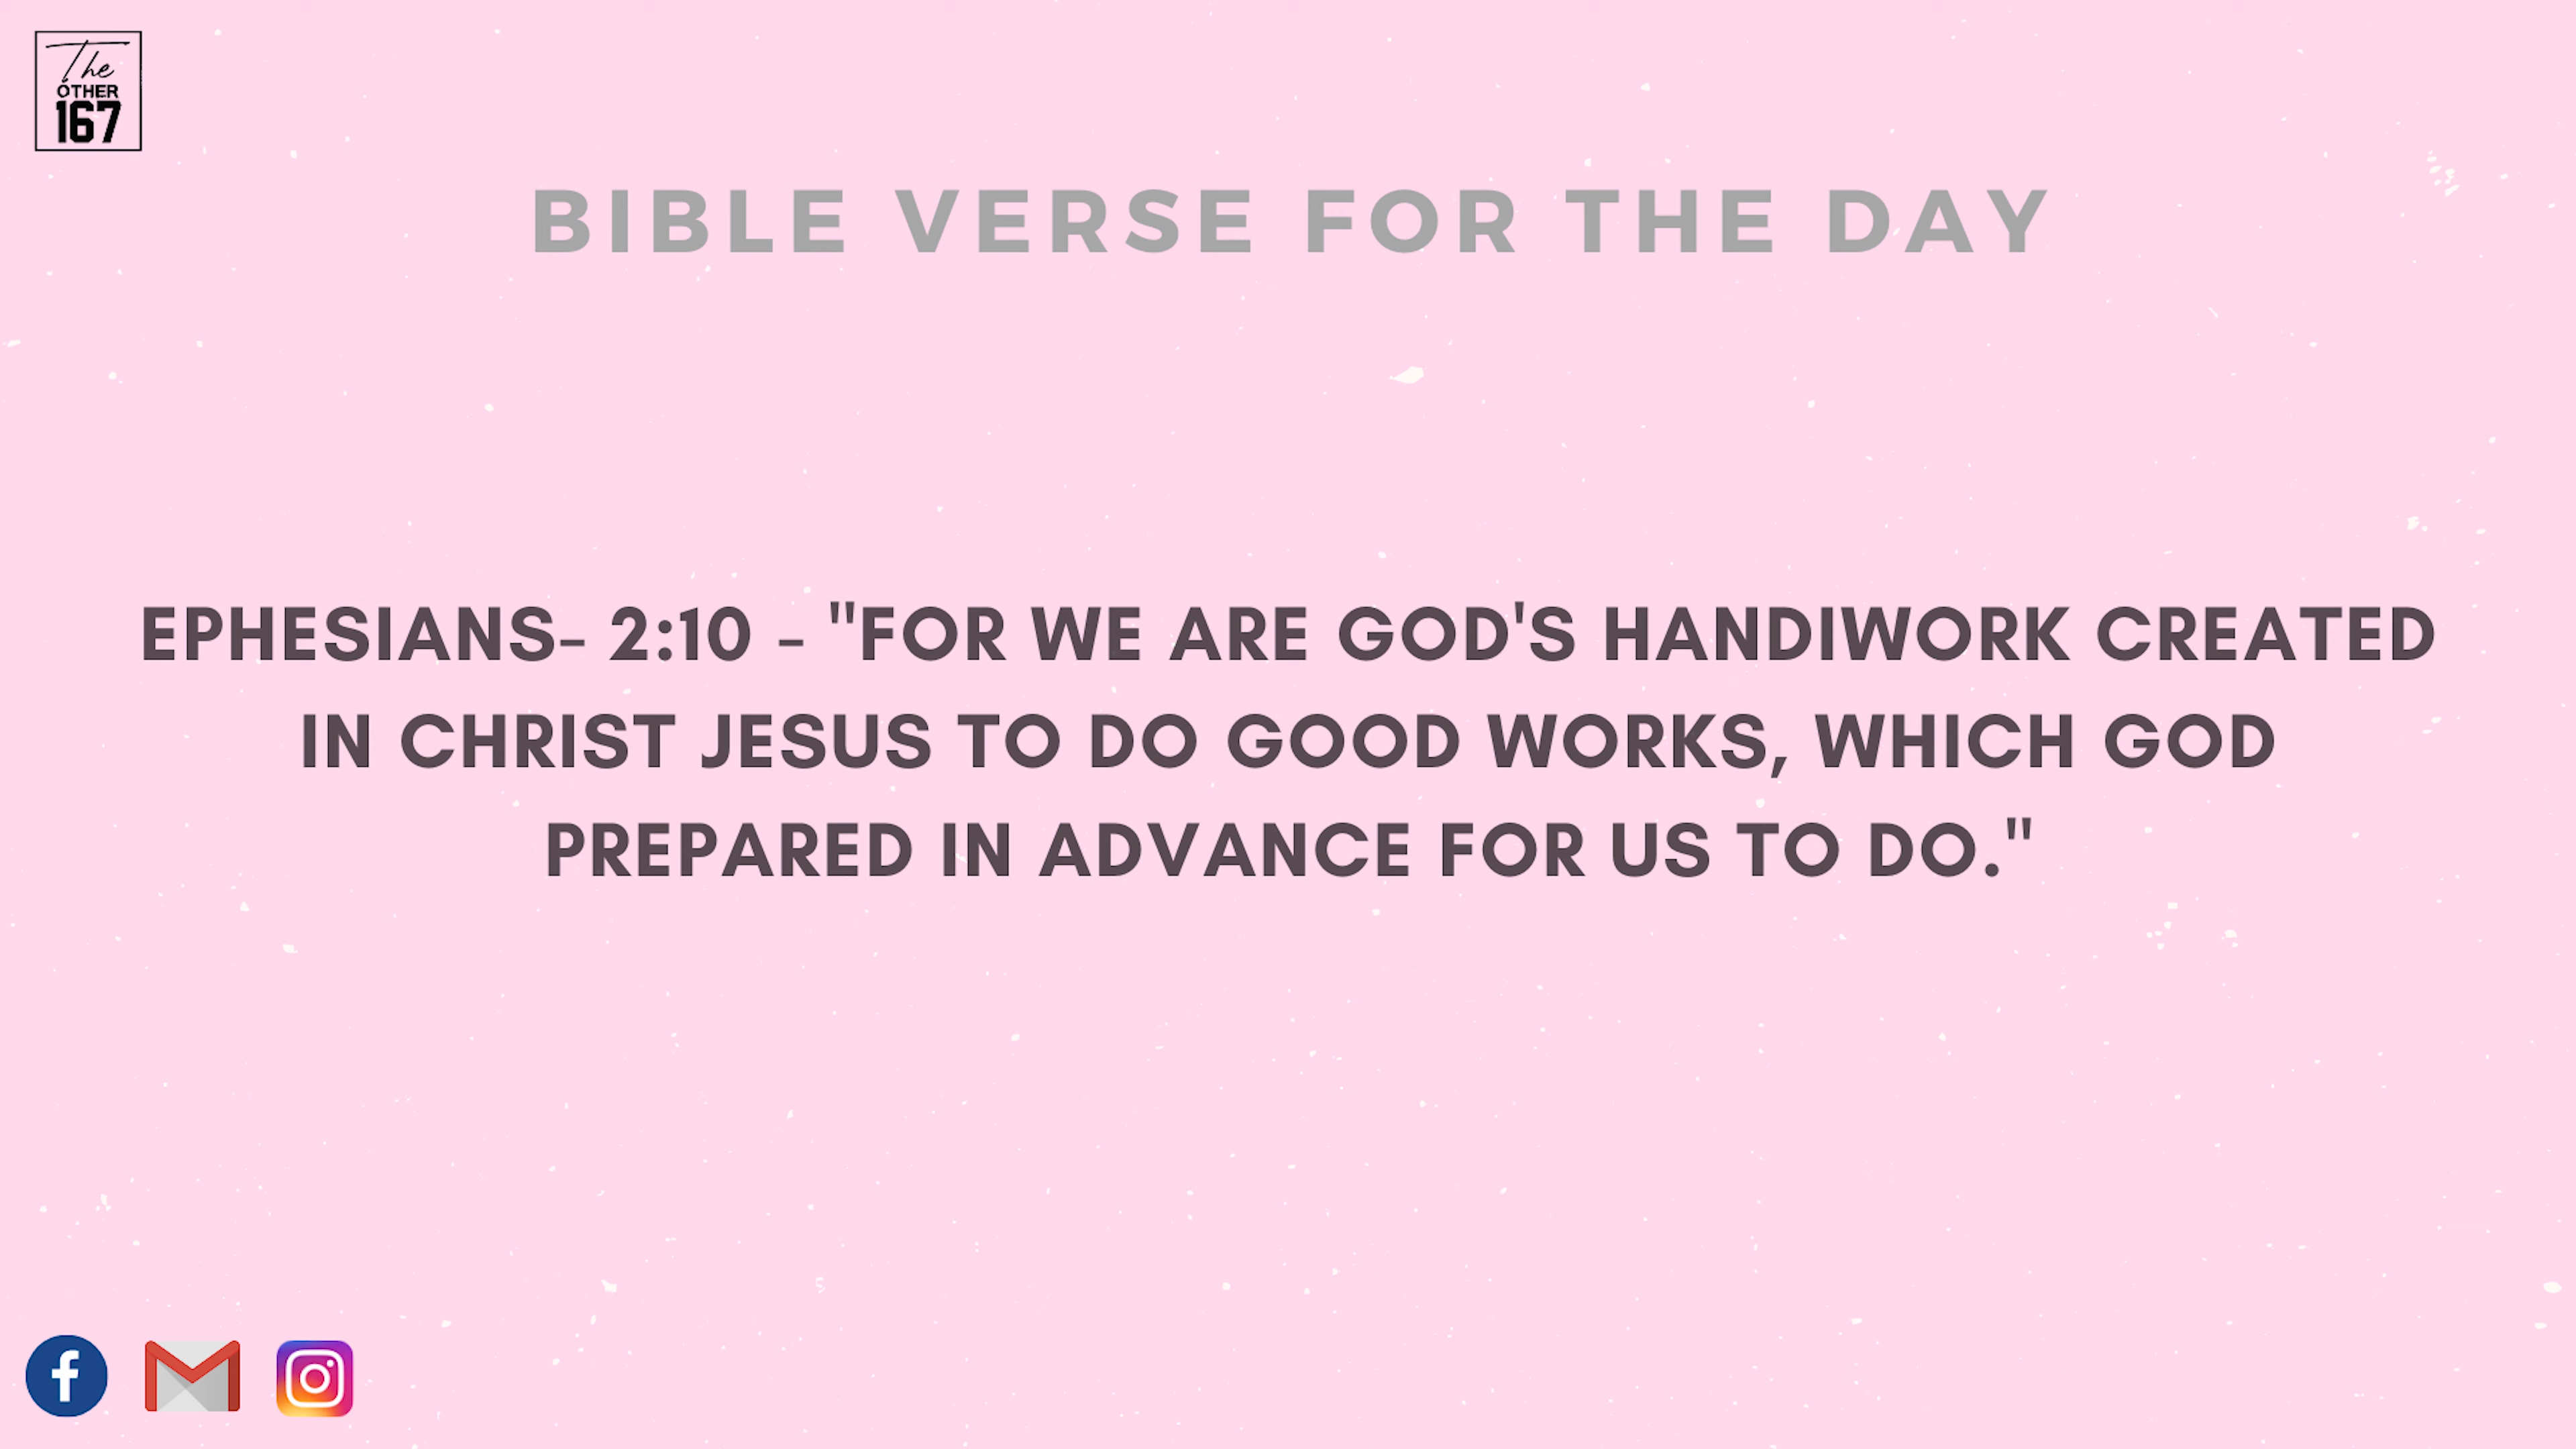 The
OTHER
167
BIBLE VERSE FOR THE DAY
EPHESIANS- 2:10 - "FOR WE ARE GOD'S HANDIWORK CREATED
IN CHRIST JESUS TO DO GOOD WORKS, WHICH GOD
PREPARED IN ADVANCE FOR US TO DO."